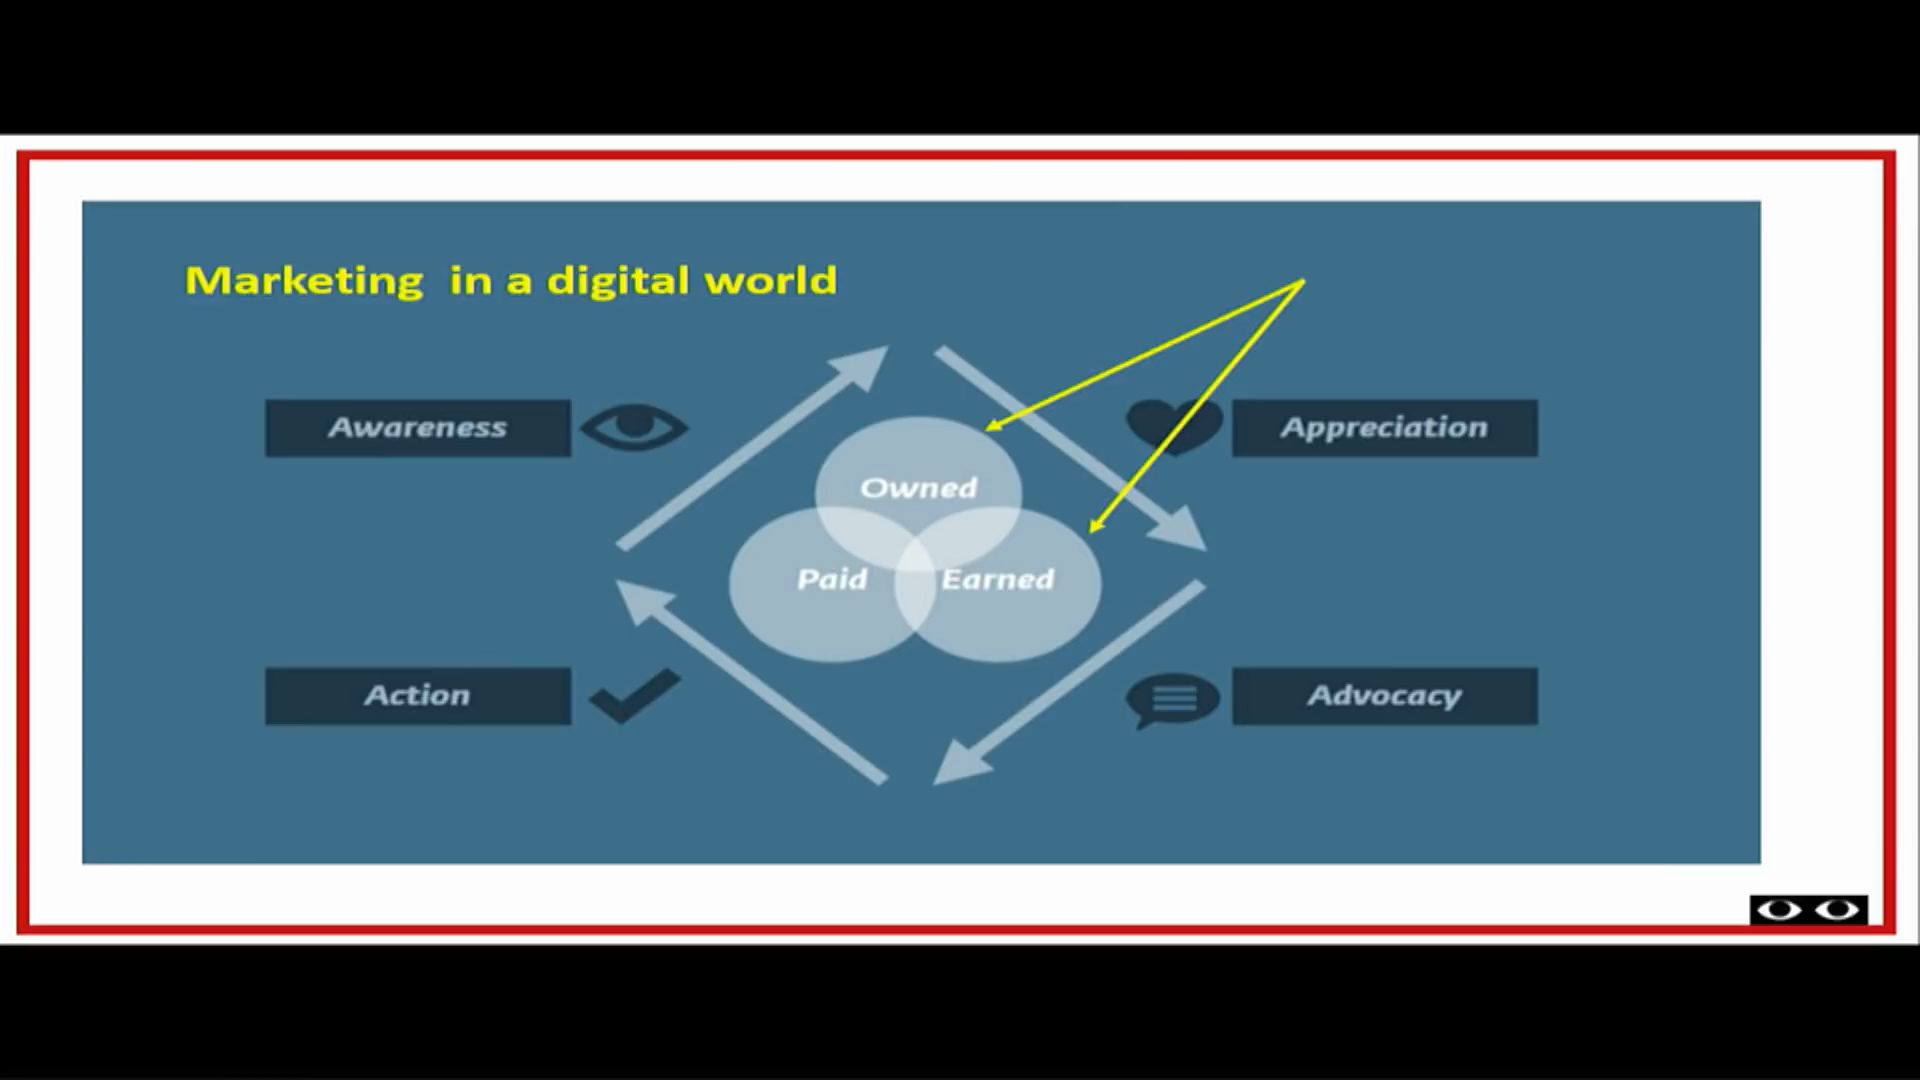 Marketing in a digital world
Awareness
Appreciation
Owned
Paid
Earned
Action
Advocacy